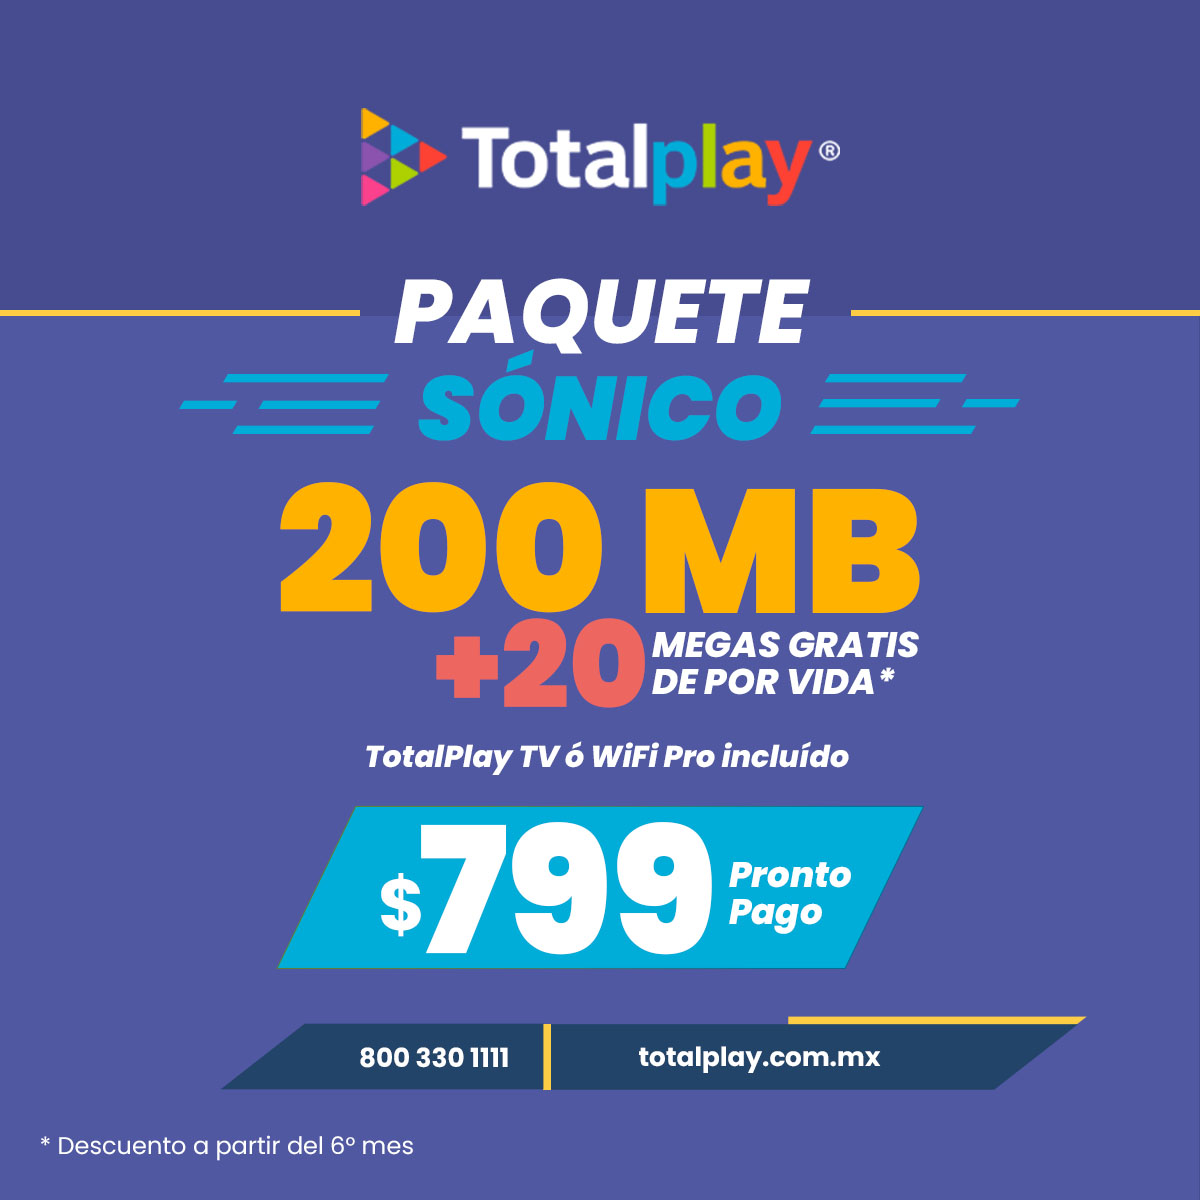 Totalplay®
PAQUETE
SÓNICO
200 MB
+20 MEGAS GRATIS
DE POR VIDA*
TotalPlay TV ó WiFi Pro incluído
$799 Pronto
Pago
800 330 1111
totalplay.com.mx
* Descuento a partir del 6º mes